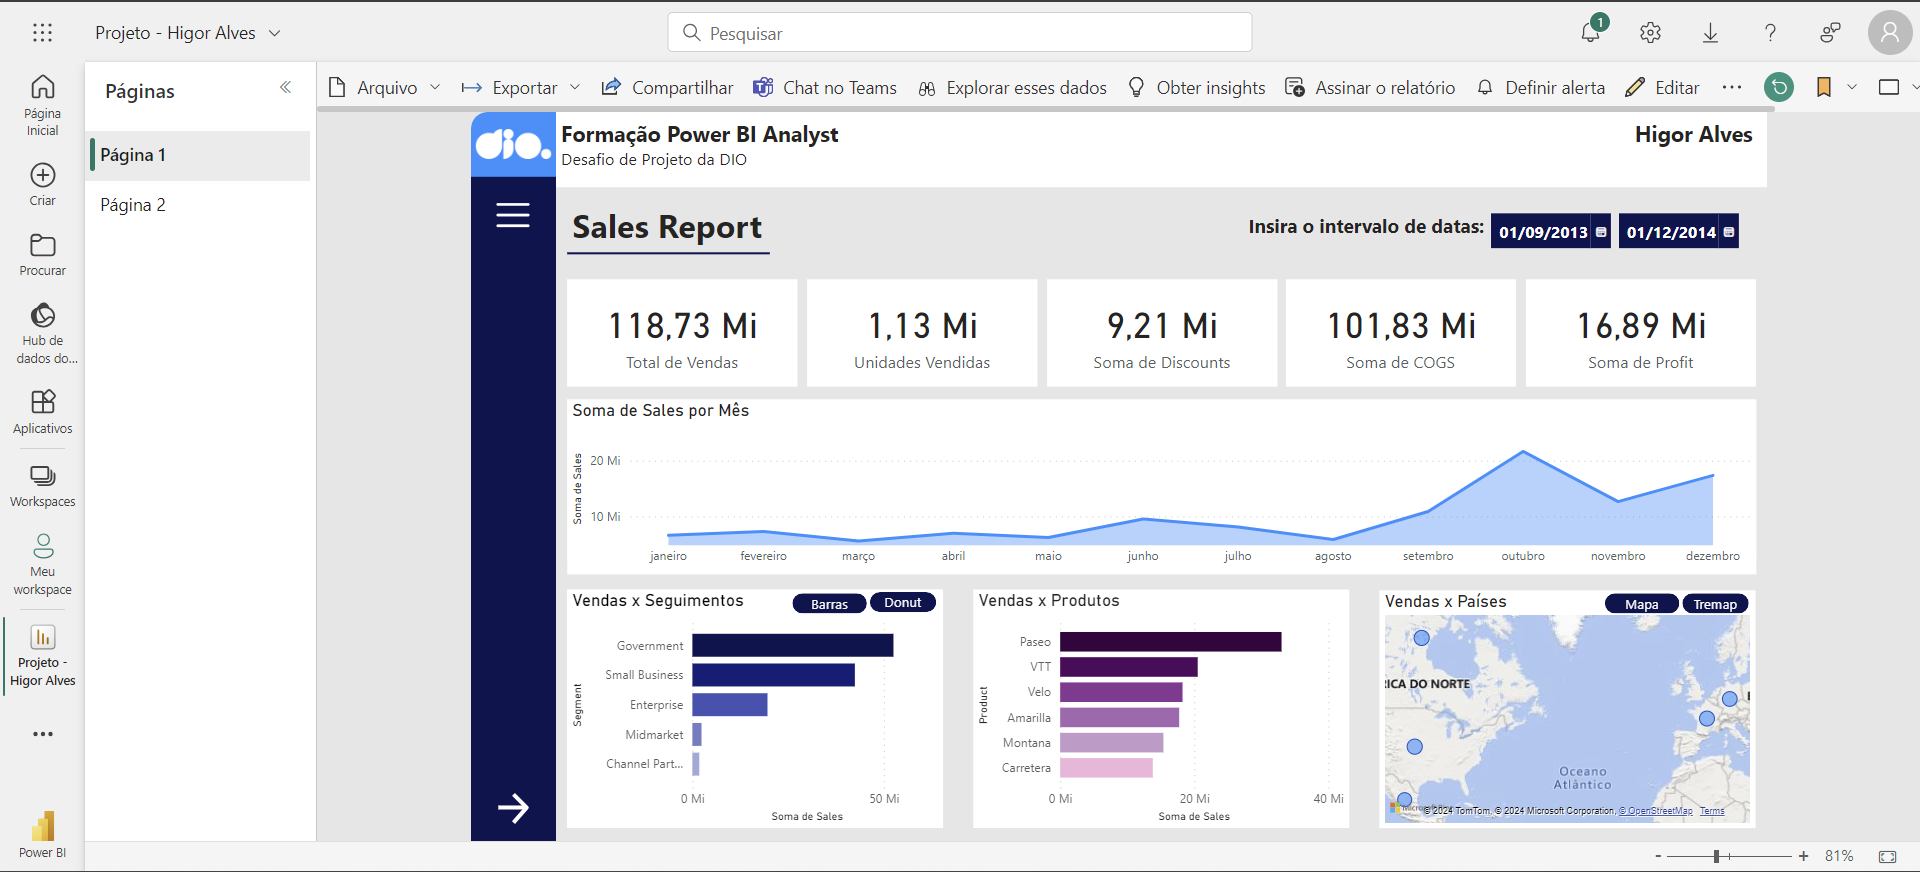 Projeto - Higor Alves
Pesquisar
1
Página
Inicial
Criar
Procurar
Hub de
dados do...
Aplicativos
Workspaces
Meu
workspace
Projeto -
Higor Alves
Power BI
Páginas
Página 1
Página 2
Arquivo
Exportar
Compartilhar
Chat no Teams
Explorar esses dados
Obter insights
Assinar o relatório
Definir alerta
Editar
dio.
Formação Power BI Analyst
Desafio de Projeto da DIO
Higor Alves
Sales Report
Insira o intervalo de datas:
01/09/2013
01/12/2014
118,73 Mi
Total de Vendas
1,13 Mi
Unidades Vendidas
9,21 Mi
Soma de Discounts
101,83 Mi
Soma de COGS
16,89 Mi
Soma de Profit
Soma de Sales por Mês
Soma de Sales
20 Mi
10 Mi
janeiro fevereiro março abril maio junho julho agosto setembro outubro novembro dezembro
Vendas x Seguimentos
Barras
Donut
Segment
Government
Small Business
Enterprise
Midmarket
Channel Part...
0 Mi 50 Mi
Soma de Sales
Vendas x Produtos
Product
Paseo
VTT
Velo
Amarilla
Montana
Carretera
0 Mi 20 Mi 40 Mi
Soma de Sales
Vendas x Países
Mapa
Tremap
RICA DO NORTE
Oceano
Atlântico
© 2024 TomTom, © 2024 Microsoft Corporation, © OpenStreetMap Terms
- + 81%